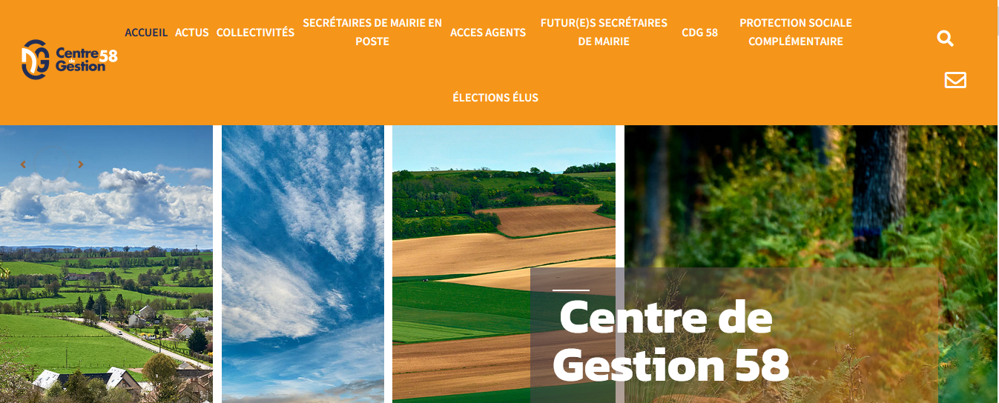 Centre 58
de
Gestion
ACCUEIL
ACTUS
COLLECTIVITÉS
SECRÉTAIRES DE MAIRIE EN
POSTE
ACCES AGENTS
FUTUR(E)S SECRÉTAIRES
DE MAIRIE
CDG 58
PROTECTION SOCIALE
COMPLÉMENTAIRE
ÉLECTIONS ÉLUS
Centre de
Gestion 58